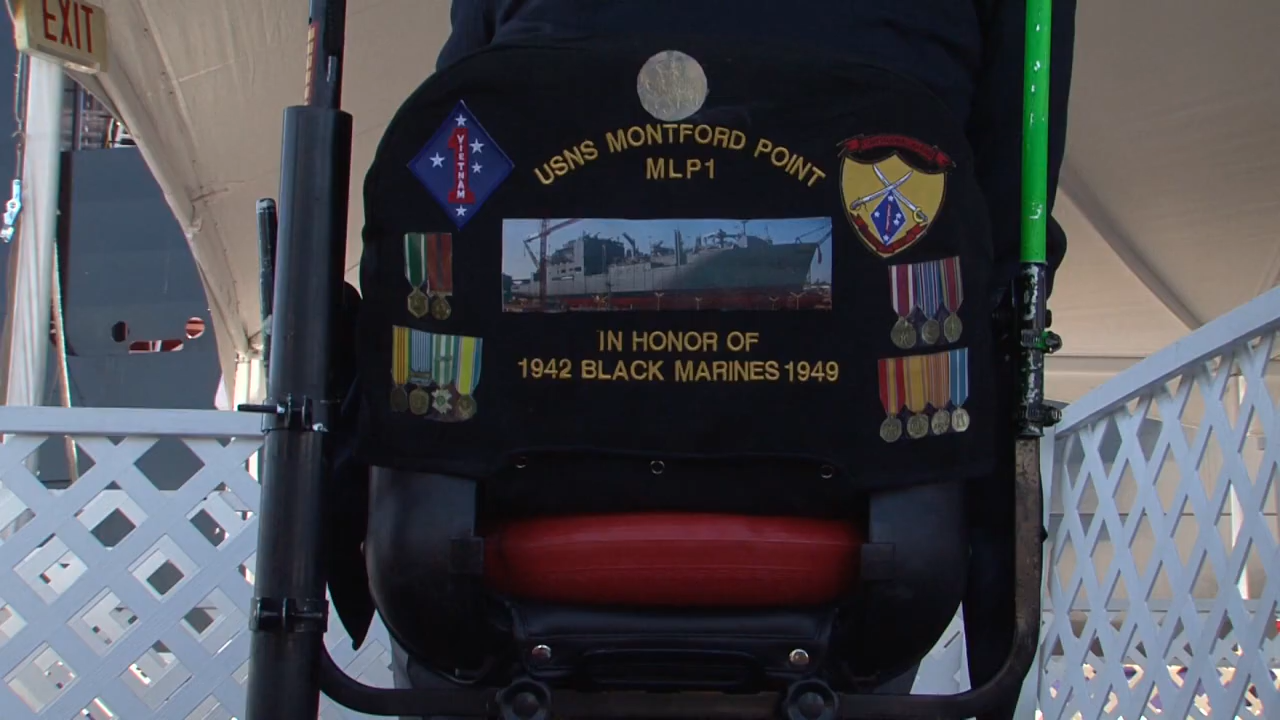 EXIT
USNS MONTFORD POINT
MLP1
VIETNAM
IN HONOR OF
1942 BLACK MARINES 1949